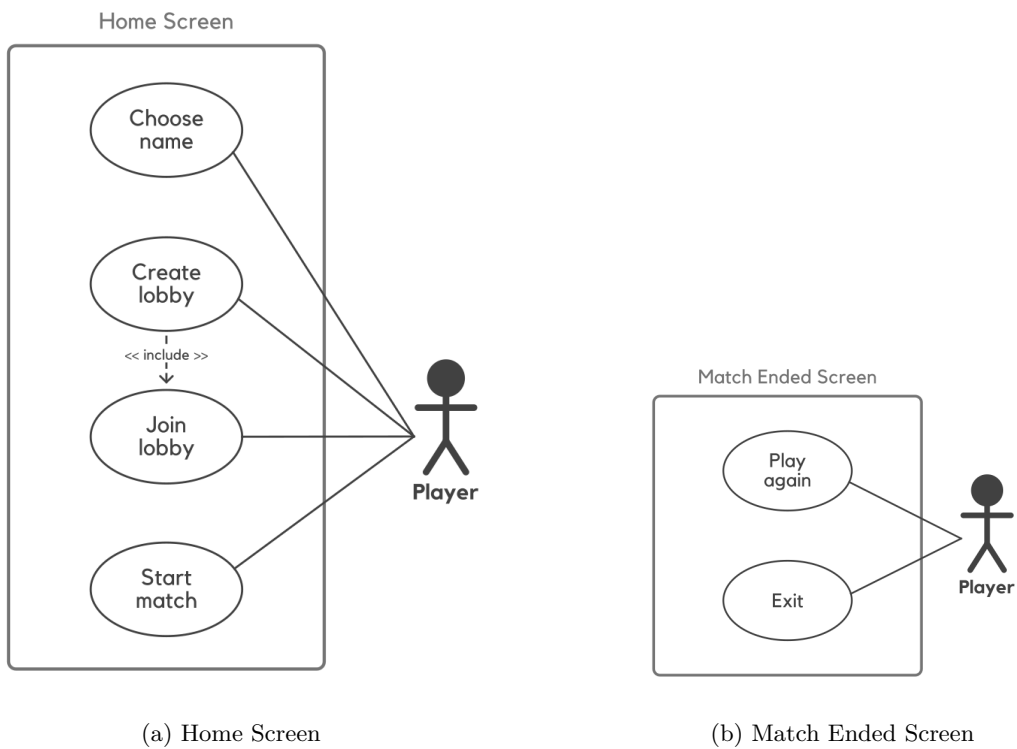 Home Screen
Choose
name
Create
lobby
<< include >>
Join
lobby
Start
match
Player
(a) Home Screen
Match Ended Screen
Play
again
Exit
Player
(b) Match Ended Screen